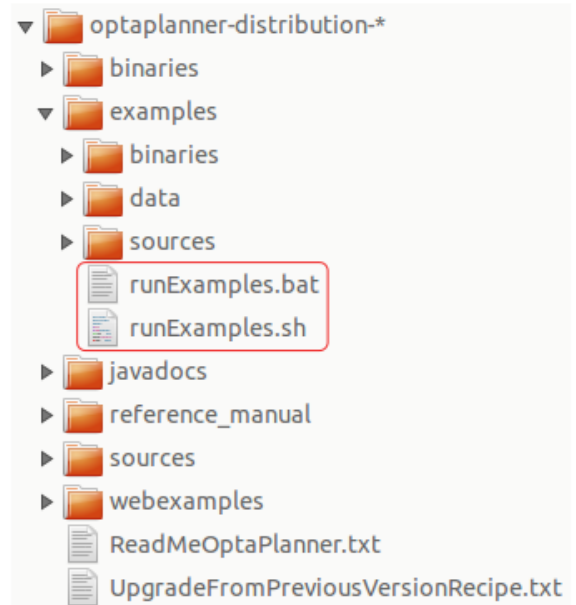 optaplanner-distribution-*
binaries
examples
binaries
data
sources
runExamples.bat
runExamples.sh
javadocs
reference_manual
sources
webexamples
ReadMeOptaPlanner.txt
UpgradeFromPreviousVersionRecipe.txt